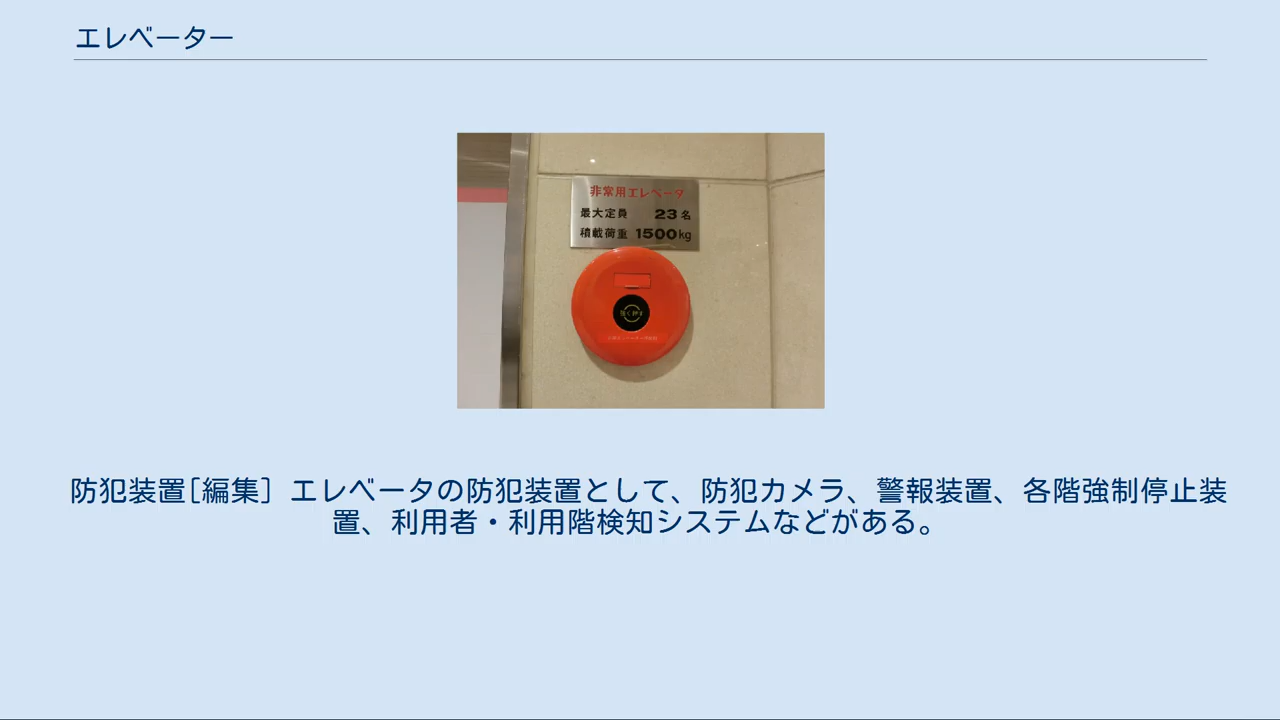 エレベーター
非常用エレベータ
最大定員 23名
積載荷重 1500kg
強く押す
防犯装置[編集] エレベータの防犯装置として、防犯カメラ、警報装置、各階強制停止装
置、利用者・利用階検知システムなどがある。